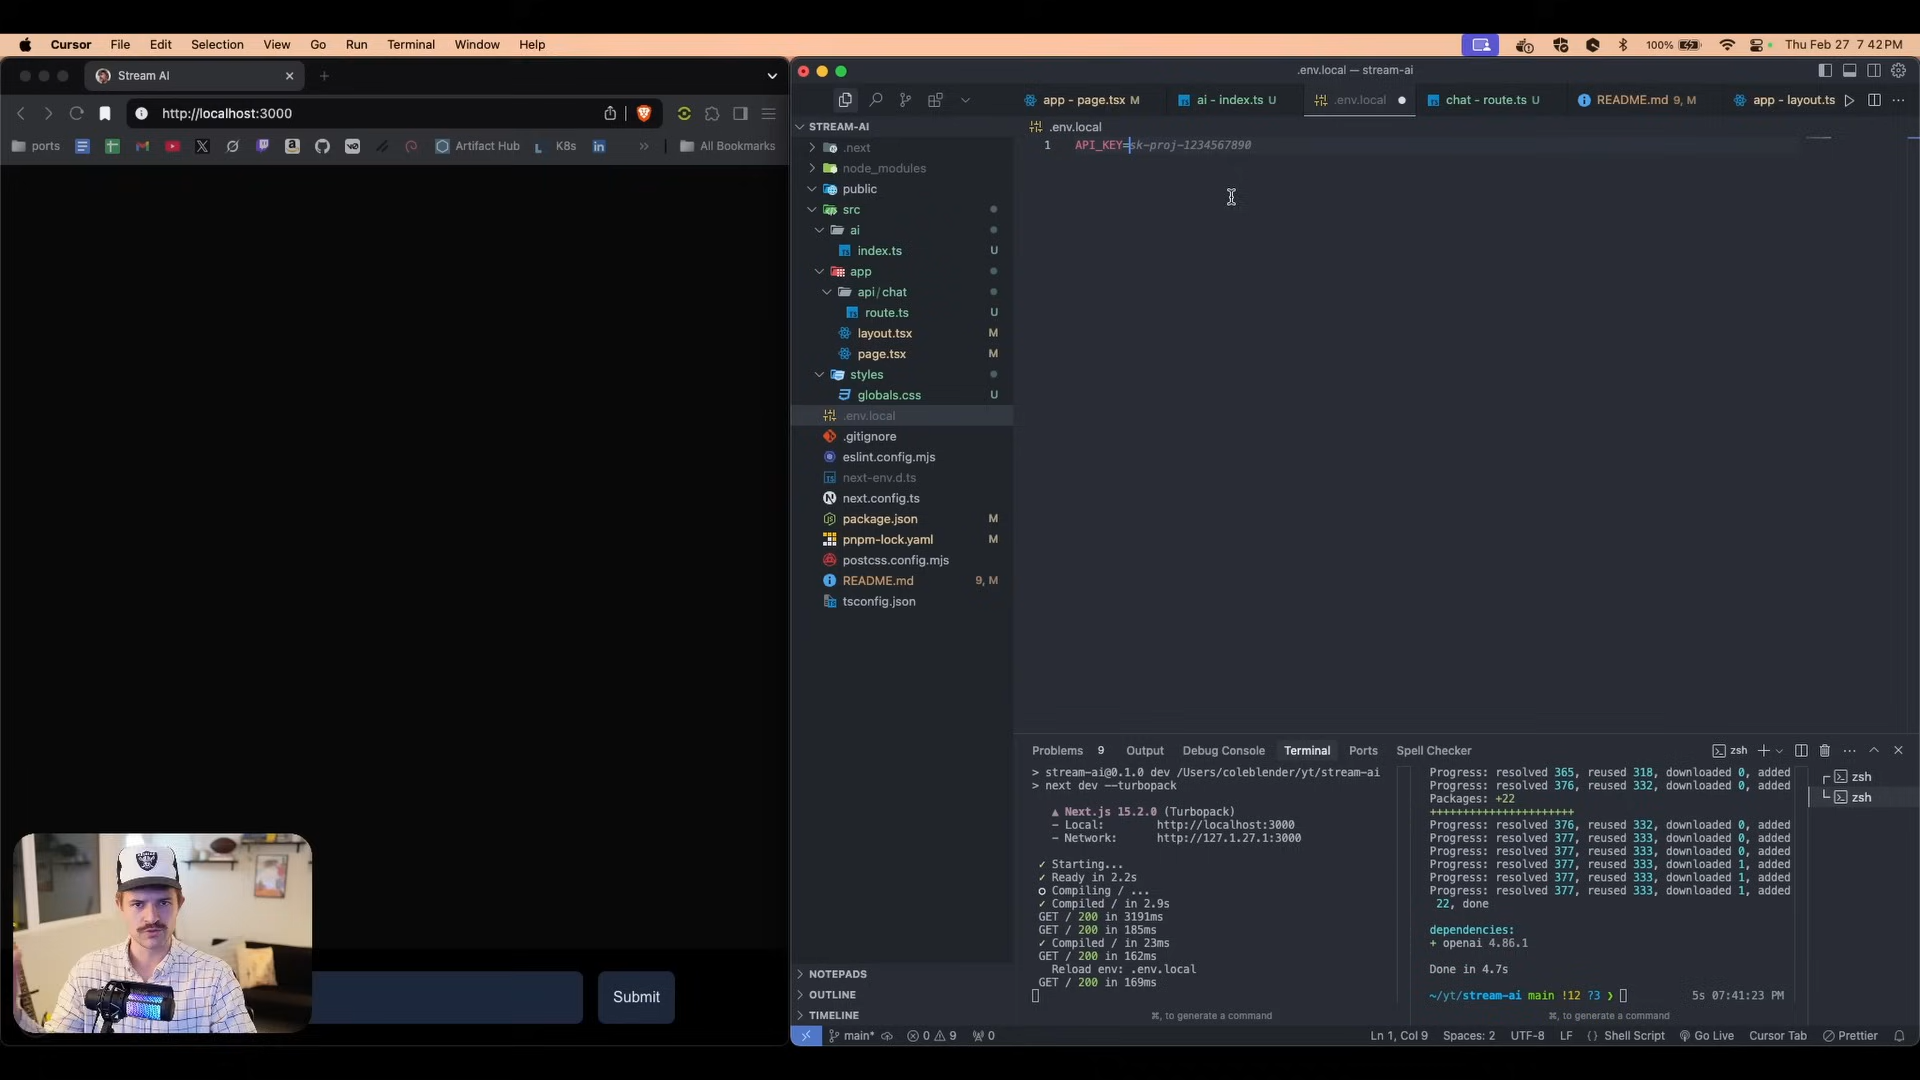 Cursor File Edit Selection View Go Run Terminal Window Help 100% Thu Feb 27 7:42 PM
Stream AI
http://localhost:3000
ports Artifact Hub K8s All Bookmarks
.env.local — stream-ai
app - page.tsx M ai - index.ts U .env.local chat - route.ts U README.md 9, M app - layout.ts
STREAM-AI
.next
node_modules
public
src
ai
index.ts U
app
api/chat
route.ts U
layout.tsx M
page.tsx M
styles
globals.css U
.env.local
.gitignore
eslint.config.mjs
next-env.d.ts
next.config.ts
package.json M
pnpm-lock.yaml M
postcss.config.mjs
README.md 9, M
tsconfig.json
NOTEPADS
OUTLINE
TIMELINE
.env.local
1 API_KEY=sk-proj-1234567890
Problems 9 Output Debug Console Terminal Ports Spell Checker zsh
> stream-ai@0.1.0 dev /Users/coleblender/yt/stream-ai
> next dev --turbopack
▲ Next.js 15.2.0 (Turbopack)
- Local: http://localhost:3000
- Network: http://127.1.27.1:3000
✓ Starting...
✓ Ready in 2.2s
○ Compiling / ...
✓ Compiled / in 2.9s
GET / 200 in 3191ms
GET / 200 in 185ms
✓ Compiled / in 23ms
GET / 200 in 162ms
Reload env: .env.local
GET / 200 in 169ms
⌘, to generate a command
Progress: resolved 365, reused 318, downloaded 0, added
Progress: resolved 376, reused 332, downloaded 0, added
Packages: +22
++++++++++++++++++++++
Progress: resolved 376, reused 332, downloaded 0, added
Progress: resolved 377, reused 333, downloaded 0, added
Progress: resolved 377, reused 333, downloaded 0, added
Progress: resolved 377, reused 333, downloaded 1, added
Progress: resolved 377, reused 333, downloaded 1, added
Progress: resolved 377, reused 333, downloaded 1, added
22, done
dependencies:
+ openai 4.86.1
Done in 4.7s
~/yt/stream-ai main !12 ?3 ❯ 5s 07:41:23 PM
⌘, to generate a command
zsh
zsh
Submit
main* 0 9 0 Ln 1, Col 9 Spaces: 2 UTF-8 LF { } Shell Script Go Live Cursor Tab Prettier